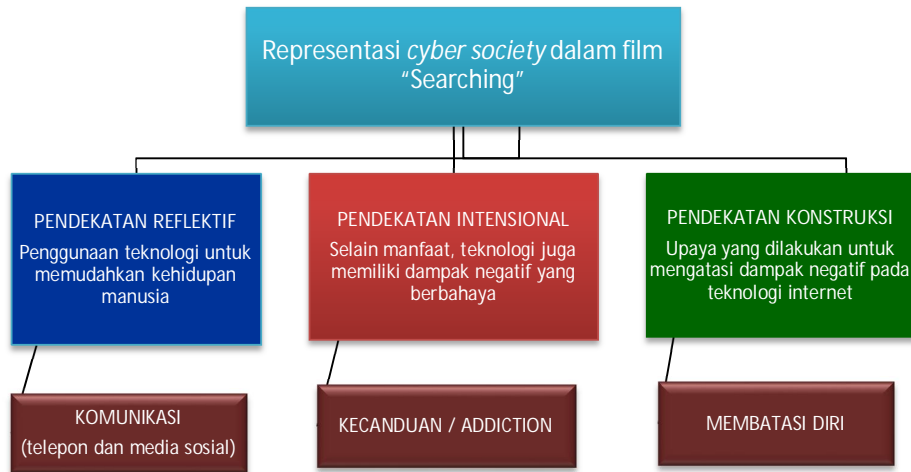 Representasi cyber society dalam film
“Searching”
PENDEKATAN REFLEKTIF
Penggunaan teknologi untuk
memudahkan kehidupan
manusia
PENDEKATAN INTENSIONAL
Selain manfaat, teknologi juga
memiliki dampak negatif yang
berbahaya
PENDEKATAN KONSTRUKSI
Upaya yang dilakukan untuk
mengatasi dampak negatif pada
teknologi internet
KOMUNIKASI
(telepon dan media sosial)
KECANDUAN / ADDICTION
MEMBATASI DIRI